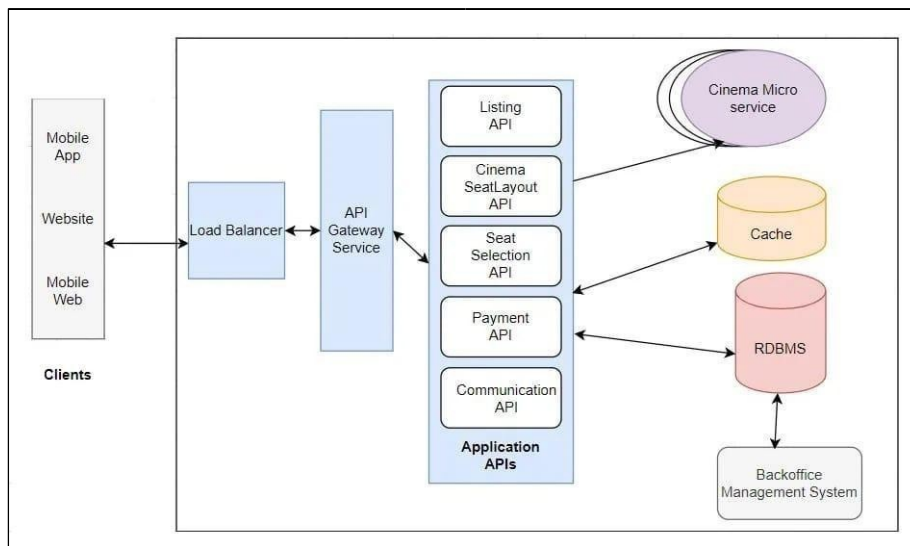 Mobile
App
Website
Mobile
Web
Clients
Load Balancer
API
Gateway
Service
Listing
API
Cinema
SeatLayout
API
Seat
Selection
API
Payment
API
Communication
API
Application
APIs
Cinema Micro
service
Cache
RDBMS
Backoffice
Management System